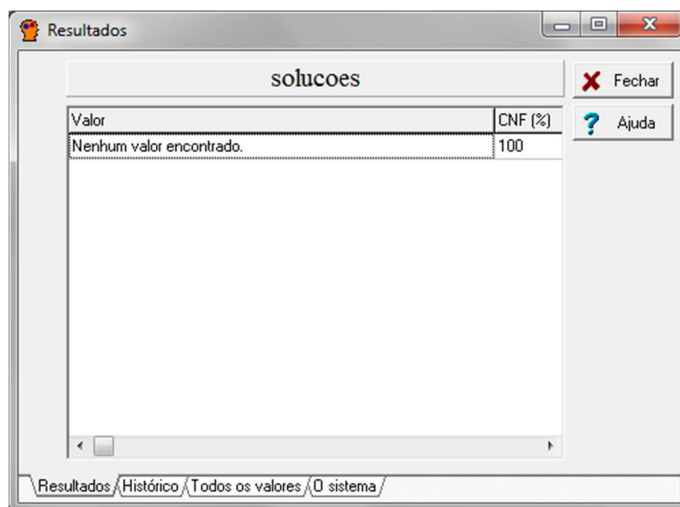 Resultados
solucoes
Fechar
Valor CNF (%)
Ajuda
Nenhum valor encontrado. 100
Resultados Histórico Todos os valores O sistema